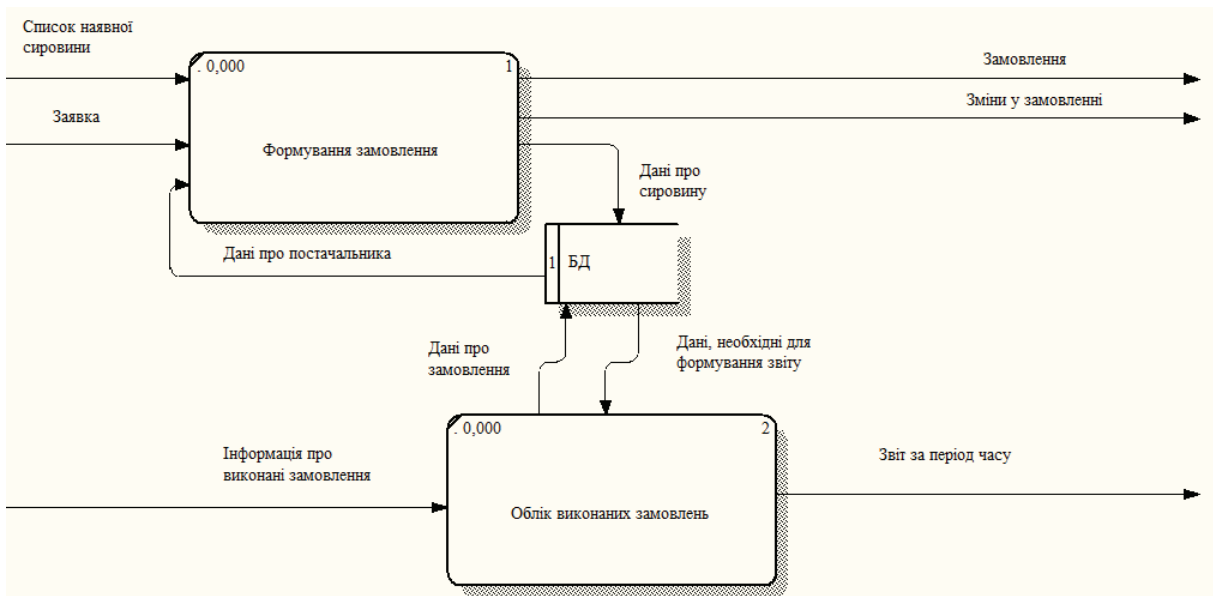 Список наявної
сировини
. 0,000
1
Замовлення
Зміни у замовленні
Заявка
Формування замовлення
Дані про
сировину
Дані про постачальника
1
БД
Дані про
замовлення
Дані, необхідні для
формування звіту
. 0,000
2
Інформація про
виконані замовлення
Звіт за період часу
Облік виконаних замовлень